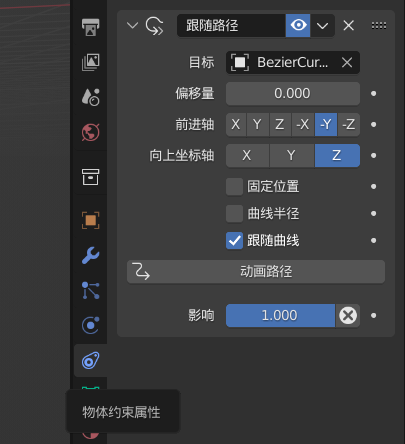 跟随路径
目标 BezierCur...
偏移量 0.000
前进轴 X Y Z -X -Y -Z
向上坐标轴 X Y Z
固定位置
曲线半径
跟随曲线
动画路径
影响 1.000
物体约束属性